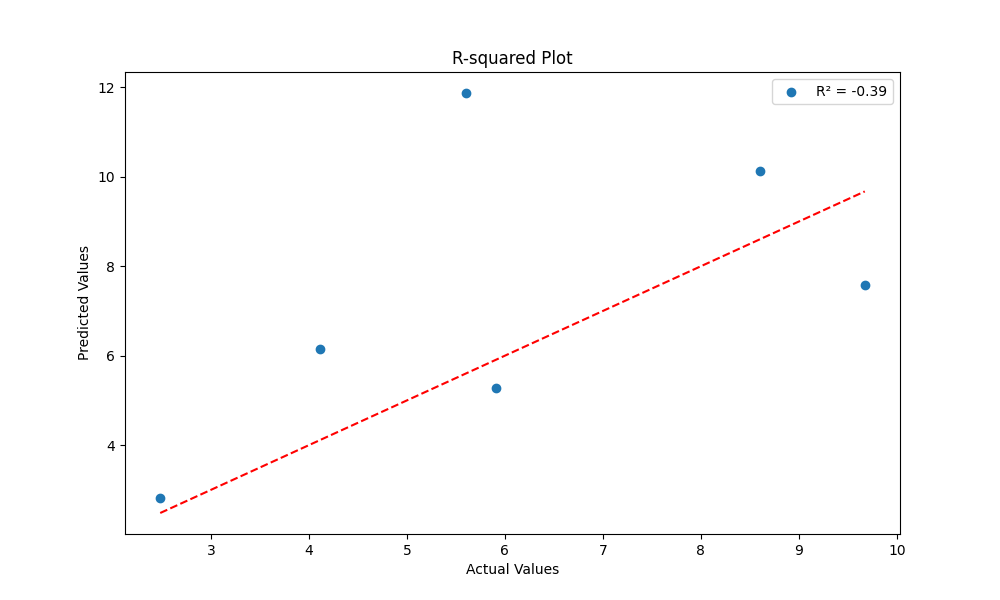 R-squared Plot
R² = -0.39
12
10
8
6
4
Predicted Values
3 4 5 6 7 8 9 10
Actual Values